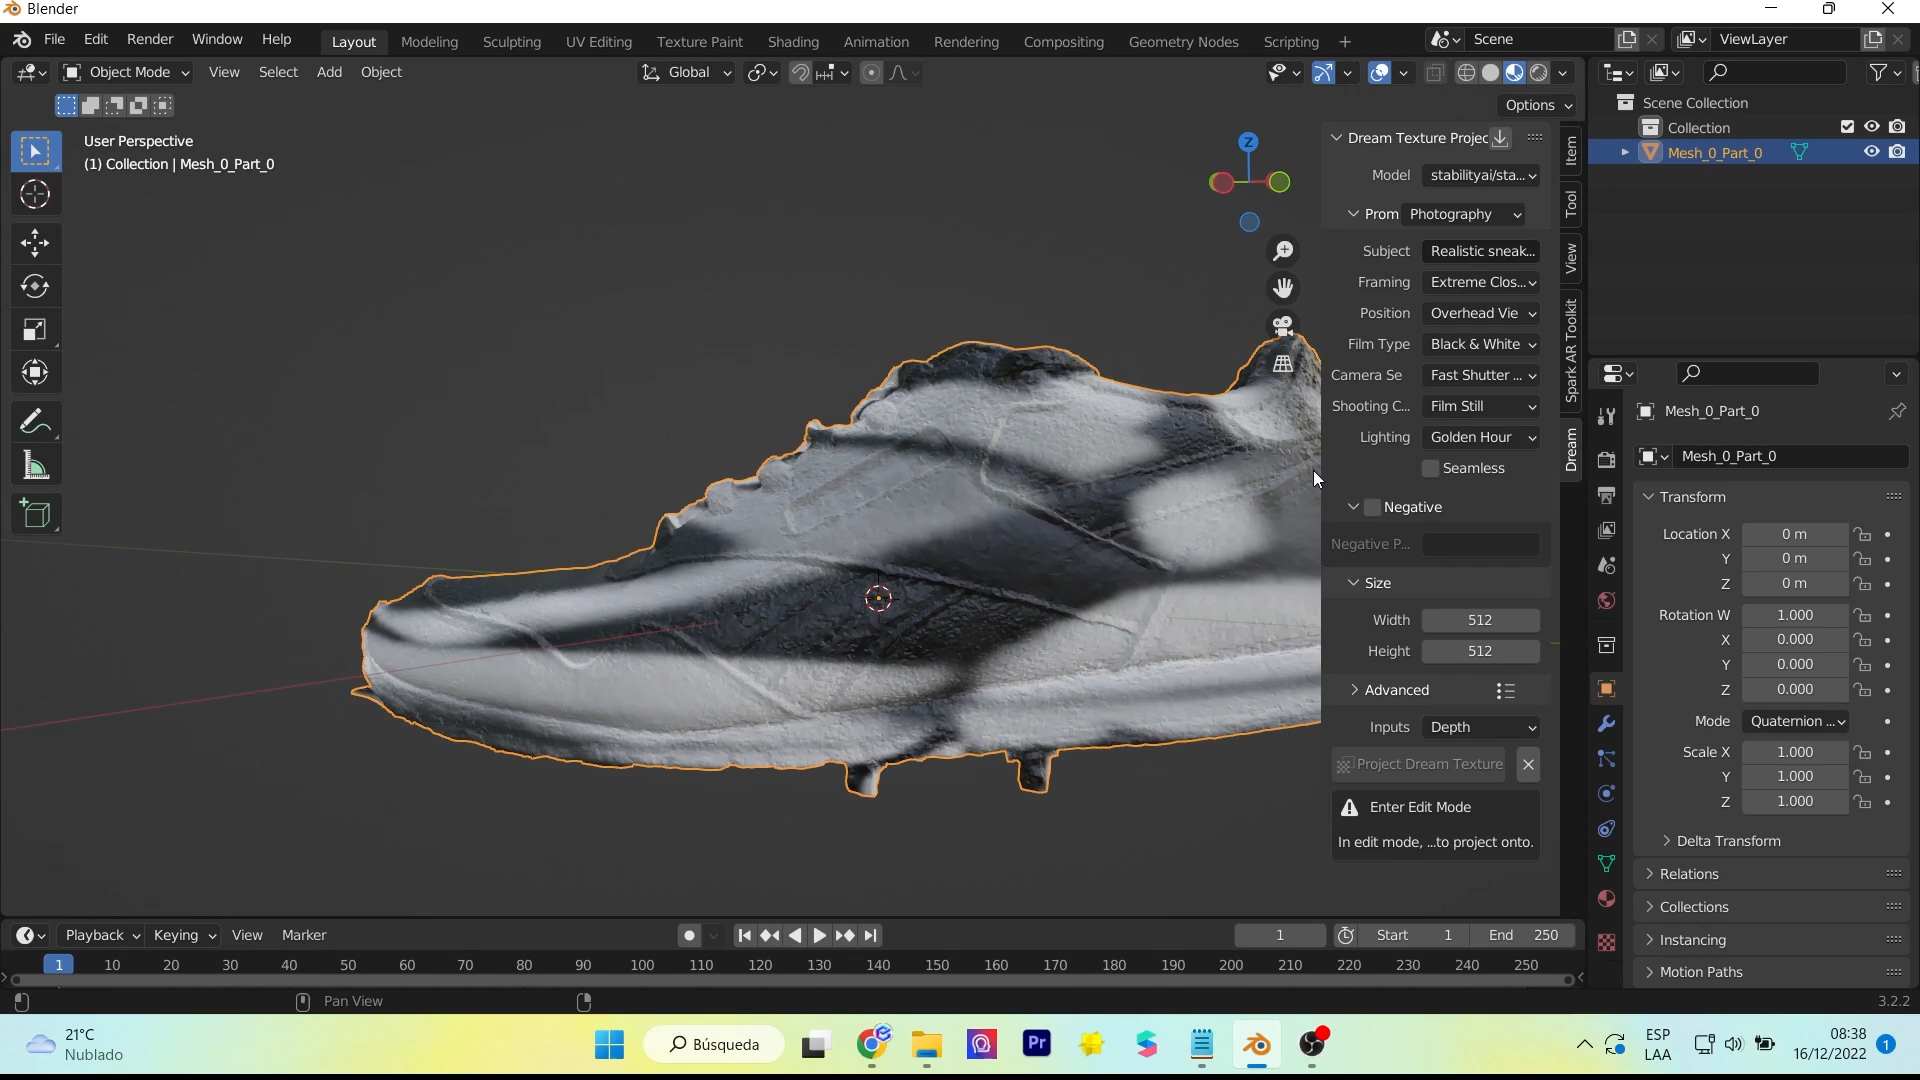 Blender
File Edit Render Window Help Layout Modeling Sculpting UV Editing Texture Paint Shading Animation Rendering Compositing Geometry Nodes Scripting + Scene ViewLayer
Object Mode View Select Add Object Global
Options
User Perspective
(1) Collection | Mesh_0_Part_0
Z
Dream Texture Projec
Model stabilityai/sta...
Prom Photography
Subject Realistic sneak...
Framing Extreme Clos...
Position Overhead Vie
Film Type Black & White
Camera Se Fast Shutter ...
Shooting C... Film Still
Lighting Golden Hour
Seamless
Negative
Negative P...
Size
Width 512
Height 512
Advanced
Inputs Depth
Project Dream Texture
Enter Edit Mode
In edit mode, ...to project onto.
Item
Tool
View
Spark AR Toolkit
Dream
Scene Collection
Collection
Mesh_0_Part_0
Mesh_0_Part_0
Mesh_0_Part_0
Transform
Location X 0 m
Y 0 m
Z 0 m
Rotation W 1.000
X 0.000
Y 0.000
Z 0.000
Mode Quaternion ...
Scale X 1.000
Y 1.000
Z 1.000
Delta Transform
Relations
Collections
Instancing
Motion Paths
Playback Keying View Marker 1 Start 1 End 250
1 10 20 30 40 50 60 70 80 90 100 110 120 130 140 150 160 170 180 190 200 210 220 230 240 250
Pan View 3.2.2
21°C
Nublado
Búsqueda
Pr
ESP
LAA
08:38
16/12/2022
1